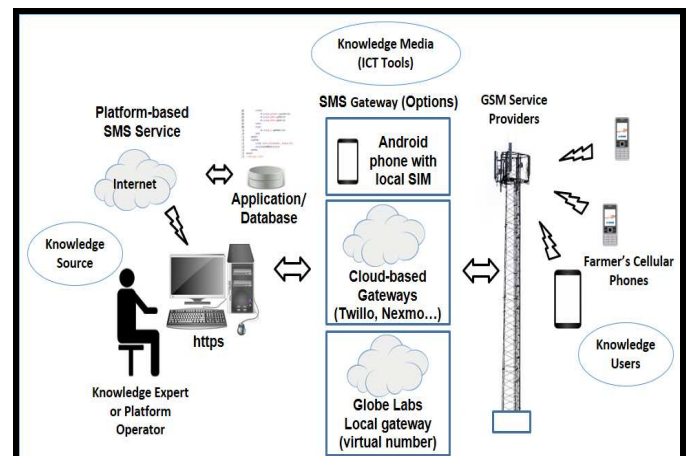 Knowledge Media
(ICT Tools)
Platform-based
SMS Service
Internet
Application/
Database
Knowledge
Source
https
Knowledge Expert
or Platform
Operator
SMS Gateway (Options)
Android
phone with
local SIM
Cloud-based
Gateways
(Twillo, Nexmo...)
Globe Labs
Local gateway
(virtual number)
GSM Service
Providers
Farmer's Cellular
Phones
Knowledge
Users